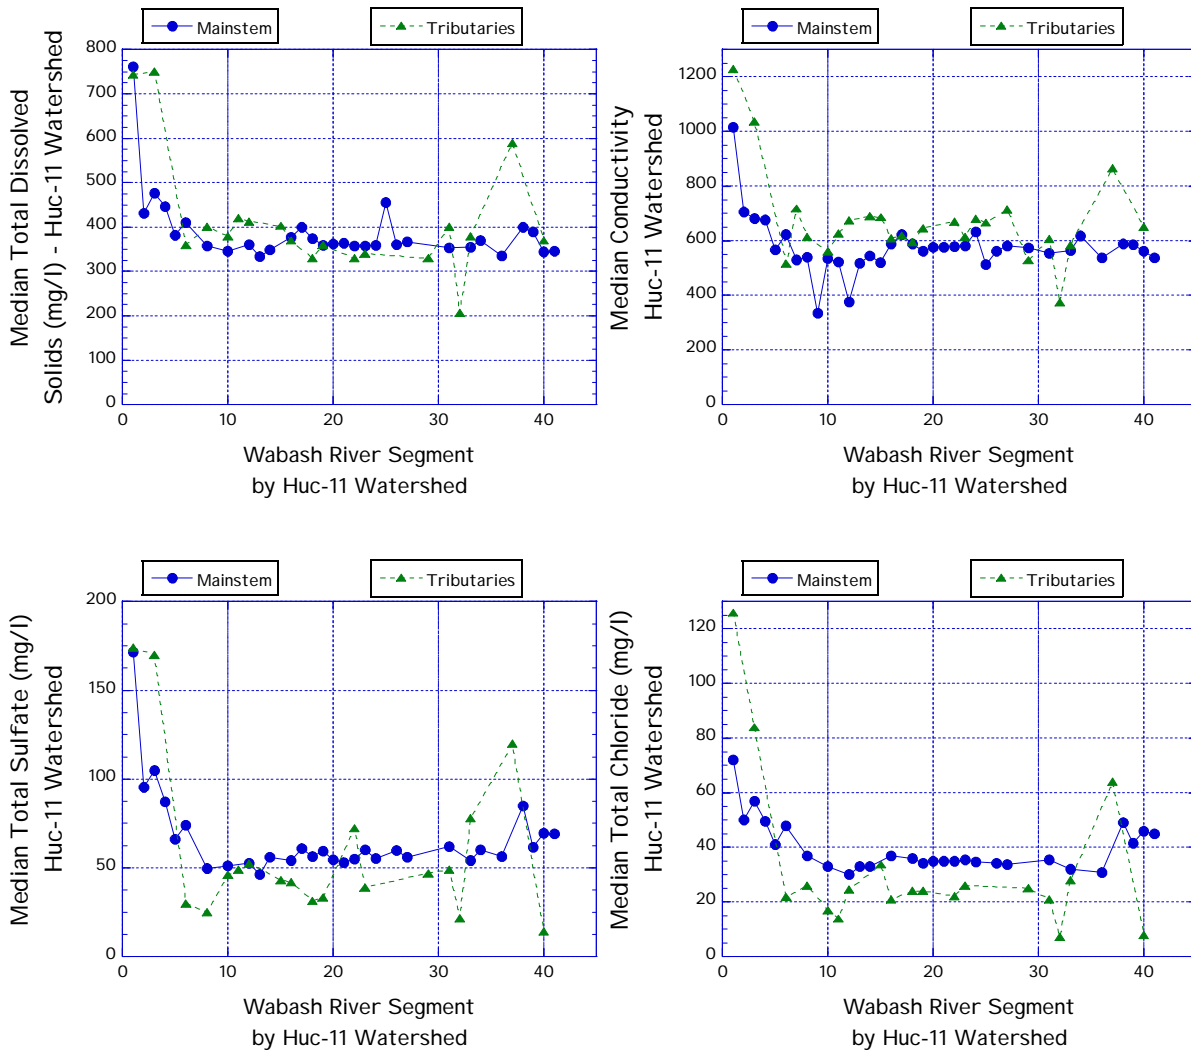 Mainstem
Tributaries
Median Total Dissolved
Solids (mg/l) - Huc-11 Watershed
800
700
600
500
400
300
200
100
0
0 10 20 30 40
Wabash River Segment
by Huc-11 Watershed
Mainstem
Tributaries
Median Conductivity
Huc-11 Watershed
1200
1000
800
600
400
200
0
0 10 20 30 40
Wabash River Segment
by Huc-11 Watershed
Mainstem
Tributaries
Median Total Sulfate (mg/l)
Huc-11 Watershed
200
150
100
50
0
0 10 20 30 40
Wabash River Segment
by Huc-11 Watershed
Mainstem
Tributaries
Median Total Chloride (mg/l)
Huc-11 Watershed
120
100
80
60
40
20
0
0 10 20 30 40
Wabash River Segment
by Huc-11 Watershed